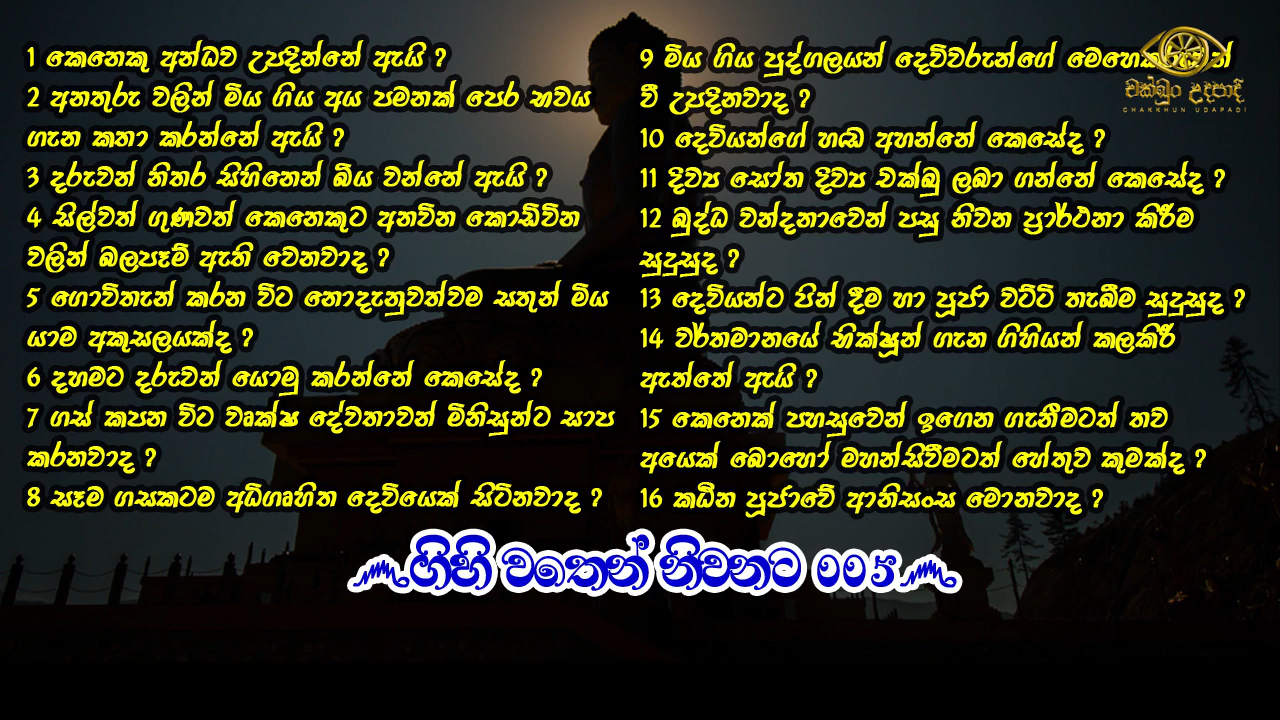 1 කෙනෙකු අන්ධව උපදින්නේ ඇයි ?
2 අනතුරු වලින් මිය ගිය අය පමනක් පෙර භවය
ගැන කතා කරන්නේ ඇයි ?
3 දරුවන් නිතර සිහිනෙන් බිය වන්නේ ඇයි ?
4 සිල්වත් ගුණවත් කෙනෙකුට අනවින කොඩිවින
වලින් බලපෑම් ඇති වෙනවාද ?
5 ගොවිතැන් කරන විට නොදැනුවත්වම සතුන් මිය
යාම අකුසලයක්ද ?
6 දහමට දරුවන් යොමු කරන්නේ කෙසේද ?
7 ගස් කපන විට වෘක්ෂ දේවතාවන් මිනිසුන්ට සාප
කරනවාද ?
8 සෑම ගසකටම අධිගෘහිත දෙවියෙක් සිටිනවාද ?
9 මිය ගිය පුද්ගලයන් දෙවිවරුන්ගේ
වී උපදිනවාද ?
10 දෙවියන්ගේ හඬ අහන්නේ කෙසේද ?
11 දිව්‍ය සෝත දිව්‍ය චක්ඛු ලබා ගන්නේ කෙසේද ?
12 බුද්ධ වන්දනාවෙන් පසු නිවන ප්‍රාර්ථනා කිරීම
සුදුසුද ?
13 දෙවියන්ට පින් දීම හා පූජා වට්ටි තැබීම සුදුසුද ?
14 වර්තමානයේ භික්ෂූන් ගැන ගිහියන් කලකිරී
ඇත්තේ ඇයි ?
15 කෙනෙක් පහසුවෙන් ඉගෙන ගැනීමටත් තව
අයෙක් බොහෝ මහන්සිවීමටත් හේතුව කුමක්ද ?
16 කඨින පූජාවේ ආනිසංස මොනවාද ?
චක්ඛුං උදපාදි
CHAKKHUN UDAPADI
ගිහි වතෙන් නිවනට 005